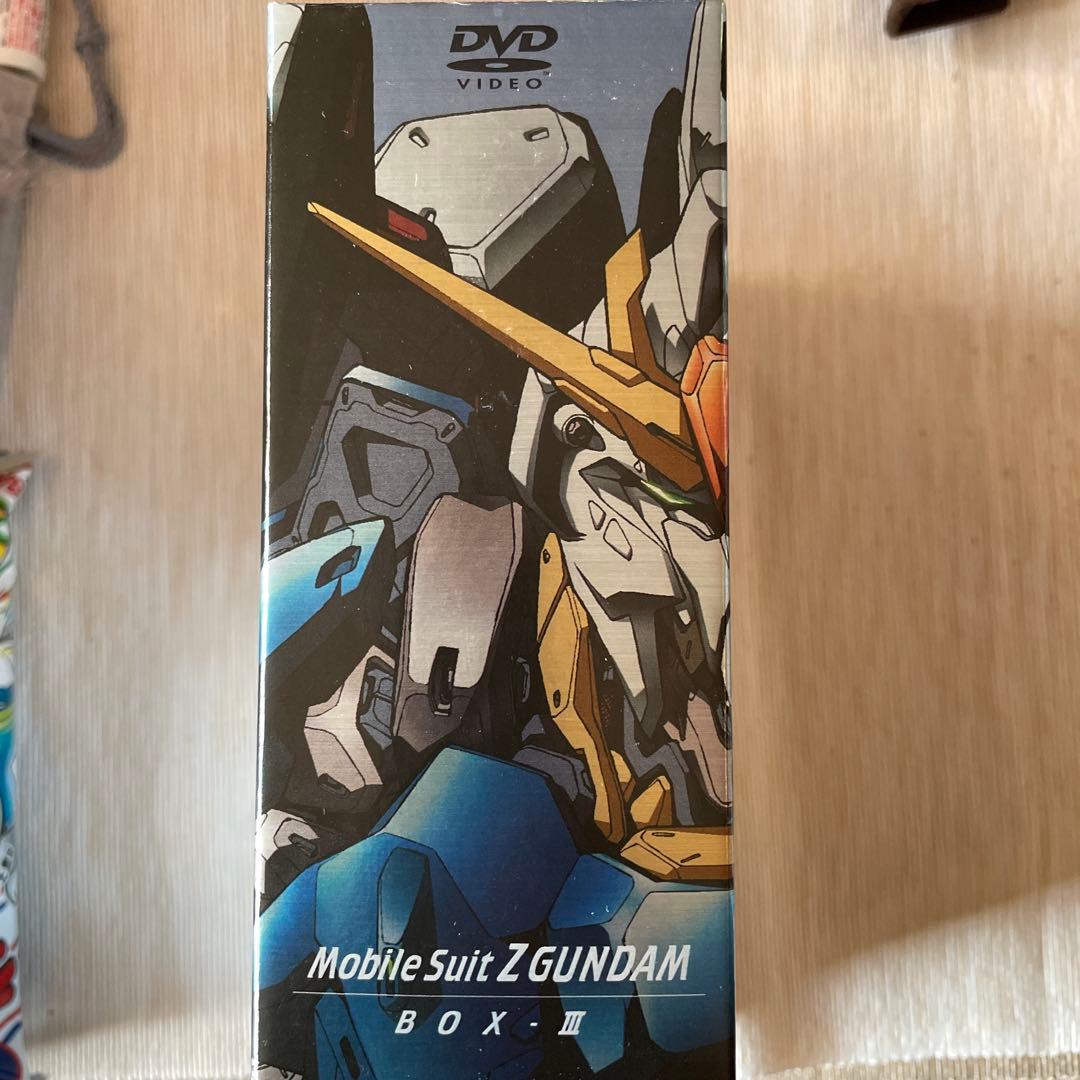 DVD
VIDEO
Mobile Suit Z GUNDAM
BOX-III